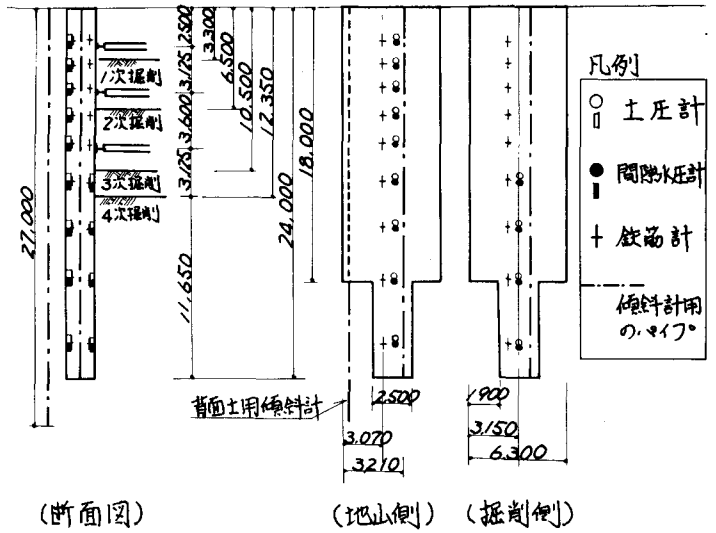 2,500
3,125
3,600
3,125
11,650
3,300
6,500
10,500
12,350
24,000
18,000
27,000
1次掘削
2次掘削
3次掘削
4次掘削
背面土用傾斜計
2,500
3,070
3,210
1,900
3,150
6,300
凡例
土圧計
間隙水圧計
鉄筋計
傾斜計用
のパイプ
(断面図)
(地山側)
(掘削側)